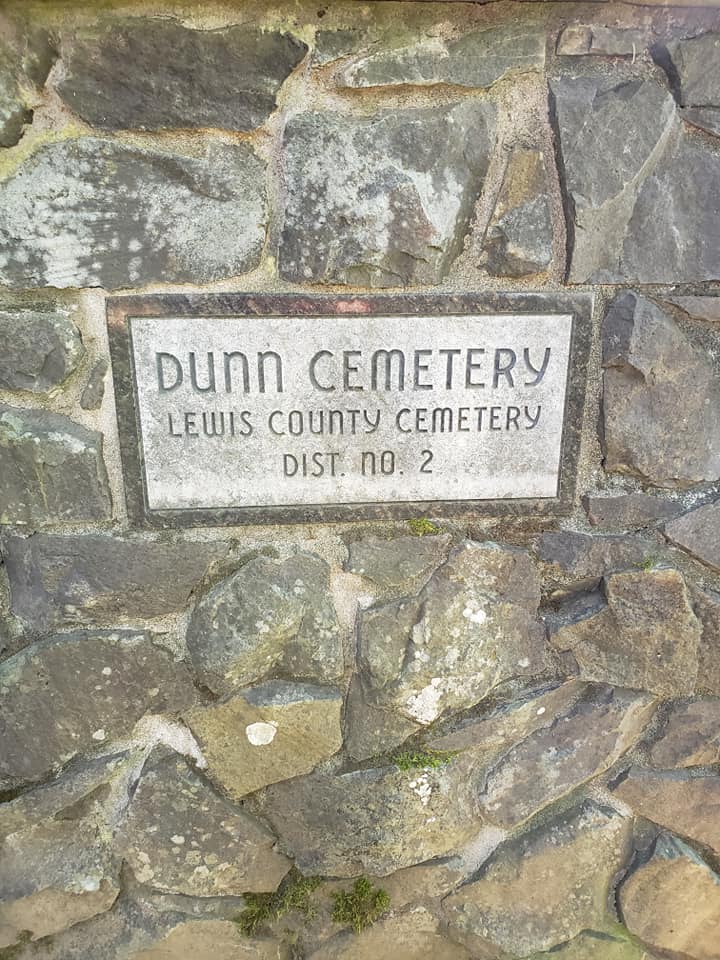 DUNN CEMETERY
LEWIS COUNTY CEMETERY
DIST. NO. 2